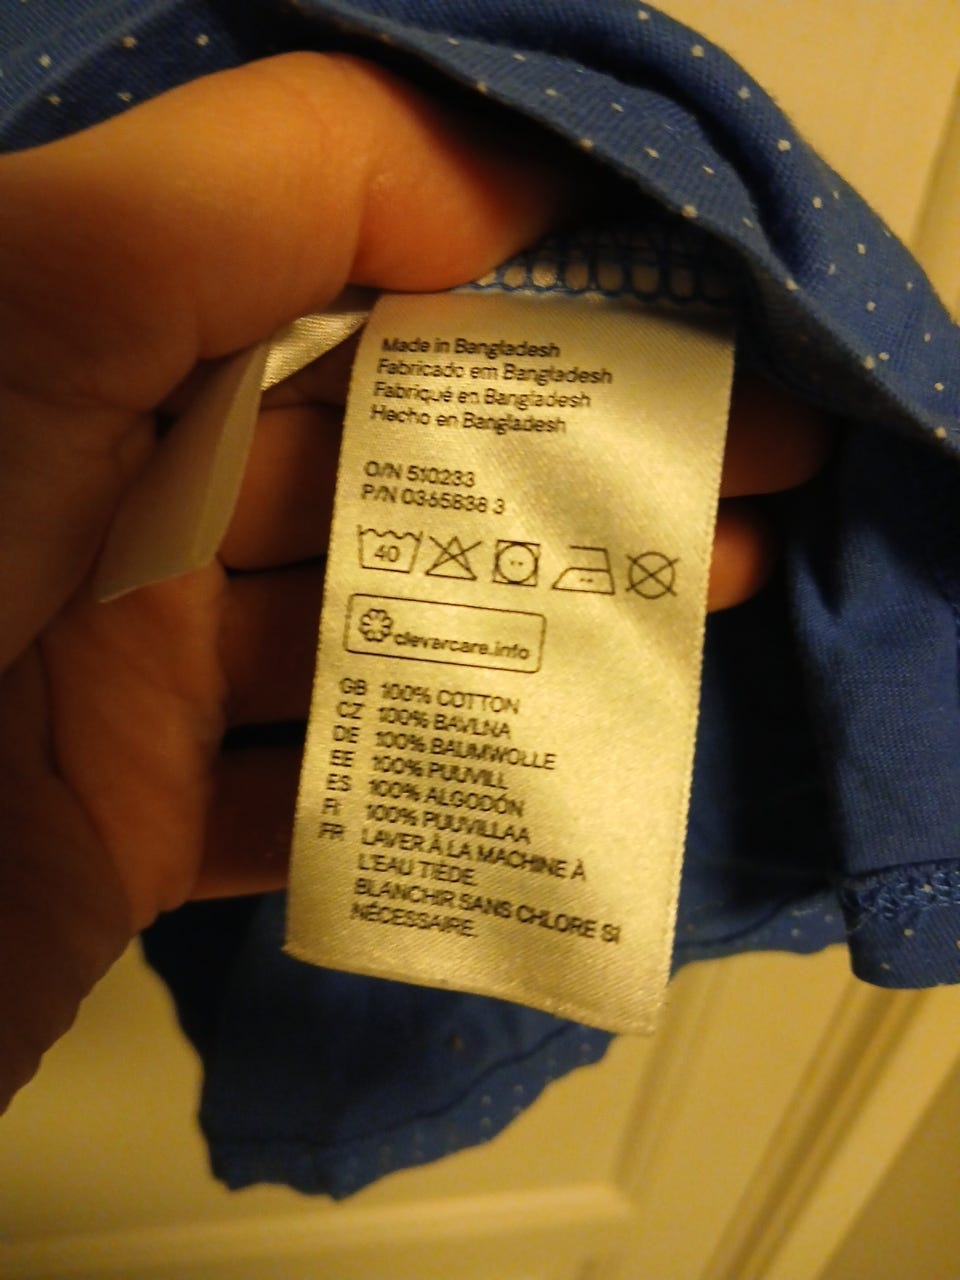 Made in Bangladesh
Fabricado em Bangladesh
Fabriqué en Bangladesh
Hecho en Bangladesh
O/N 510233
P/N 0365838 3
40
clevercare.info
GB 100% COTTON
CZ 100% BAVLNA
DE 100% BAUMWOLLE
EE 100% PUUVILL
ES 100% ALGODÓN
FI 100% PUUVILLAA
FR LAVER À LA MACHINE À
L'EAU TIÈDE.
BLANCHIR SANS CHLORE SI
NÉCESSAIRE.